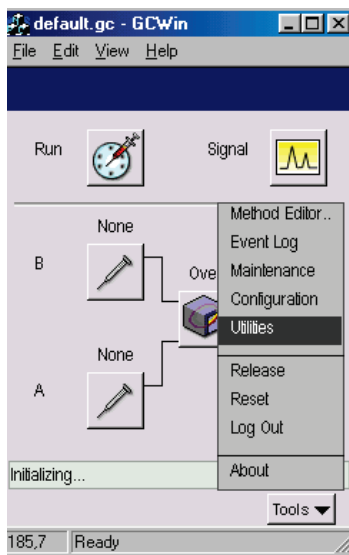 default.gc - GCWin
File Edit View Help
Run
Signal
None
B
Ove
None
A
Method Editor..
Event Log
Maintenance
Configuration
Utilities
Release
Reset
Log Out
About
Initializing...
Tools
185,7 Ready